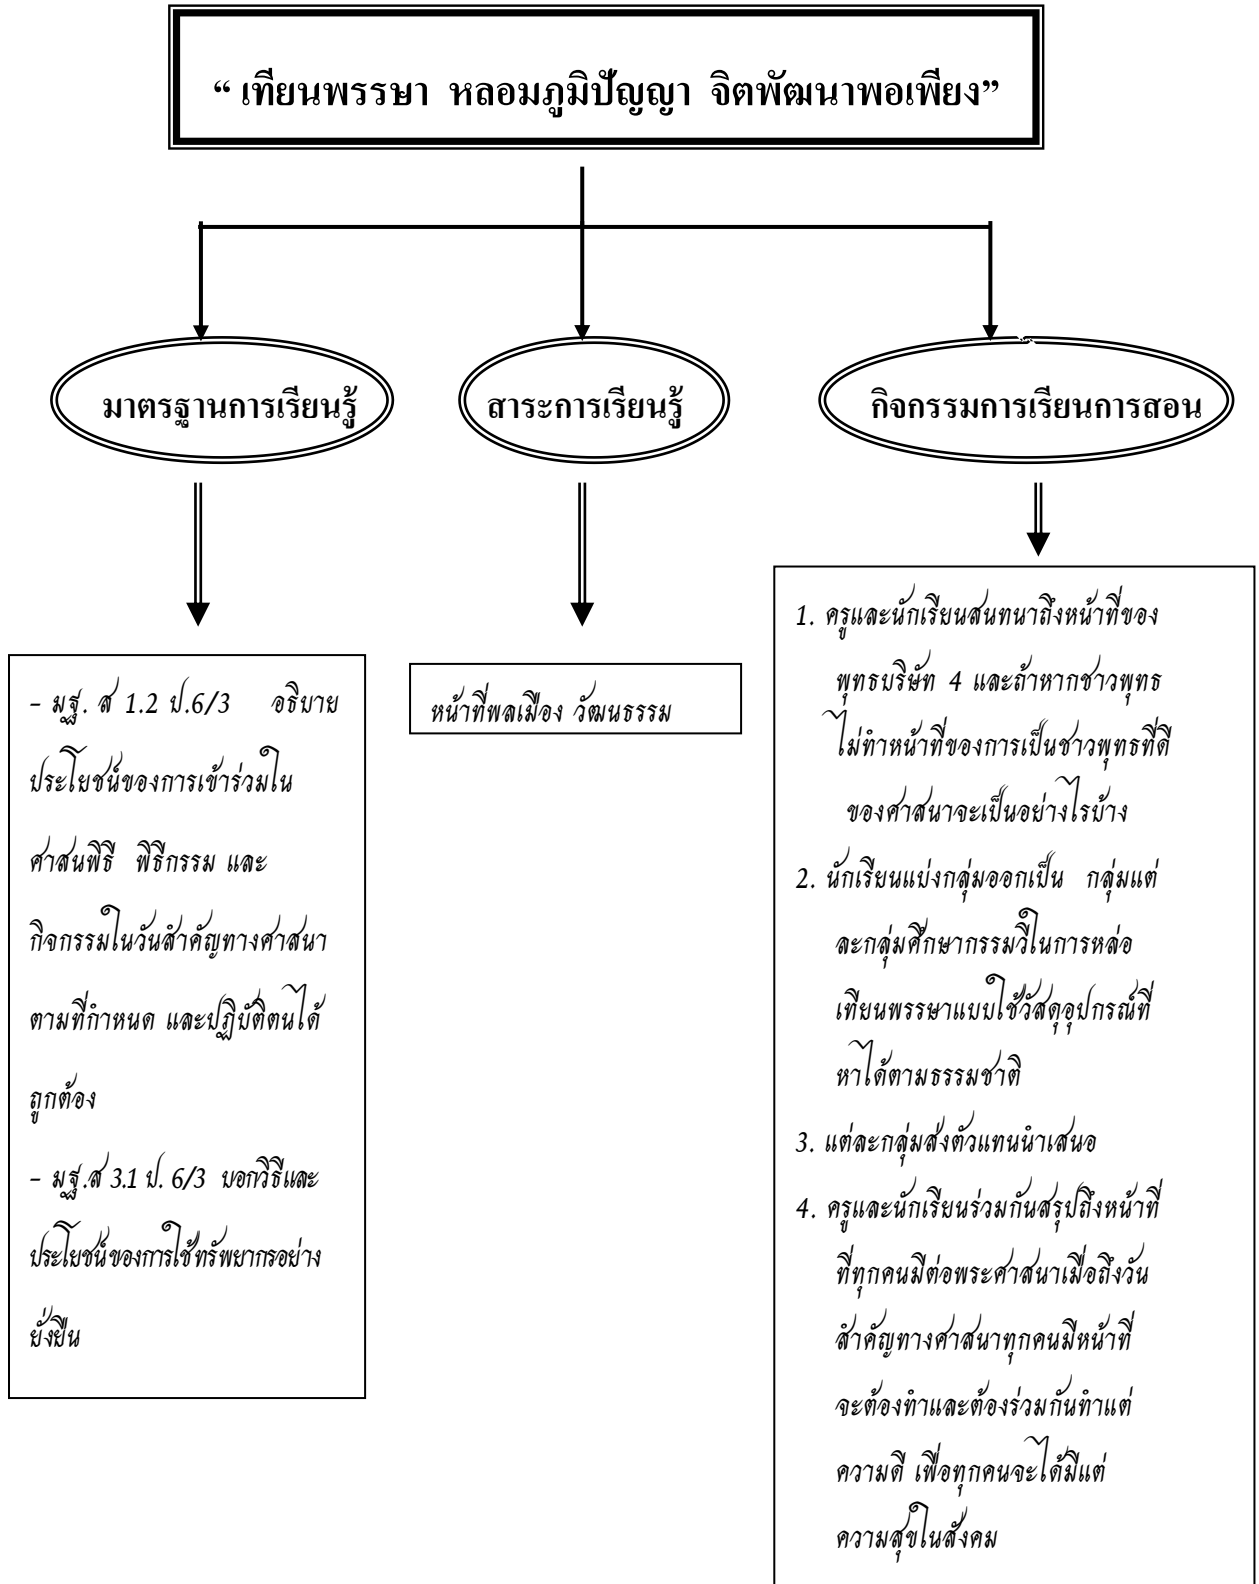 “ เทียนพรรษา หลอมภูมิปัญญา จิตพัฒนาพอเพียง”
มาตรฐานการเรียนรู้
สาระการเรียนรู้
กิจกรรมการเรียนการสอน
- มฐ. ส 1.2 ป.6/3 อธิบาย
ประโยชน์ของการเข้าร่วมใน
ศาสนพิธี พิธีกรรม และ
กิจกรรมในวันสำคัญทางศาสนา
ตามที่กำหนด และปฏิบัติตนได้
ถูกต้อง
- มฐ.ส 3.1 ป. 6/3 บอกวิธีและ
ประโยชน์ของการใช้ทรัพยากรอย่าง
ยั่งยืน
หน้าที่พลเมือง วัฒนธรรม
1. ครูและนักเรียนสนทนาถึงหน้าที่ของ
พุทธบริษัท 4 และถ้าหากชาวพุทธ
ไม่ทำหน้าที่ของการเป็นชาวพุทธที่ดี
ของศาสนาจะเป็นอย่างไรบ้าง
2. นักเรียนแบ่งกลุ่มออกเป็น กลุ่มแต่
ละกลุ่มศึกษากรรมวีในการหล่อ
เทียนพรรษาแบบใช้วัสดุอุปกรณ์ที่
หาได้ตามธรรมชาติ
3. แต่ละกลุ่มส่งตัวแทนนำเสนอ
4. ครูและนักเรียนร่วมกันสรุปถึงหน้าที่
ที่ทุกคนมีต่อพระศาสนาเมื่อถึงวัน
สำคัญทางศาสนาทุกคนมีหน้าที่
จะต้องทำและต้องร่วมกันทำแต่
ความดี เพื่อทุกคนจะได้มีแต่
ความสุขในสังคม